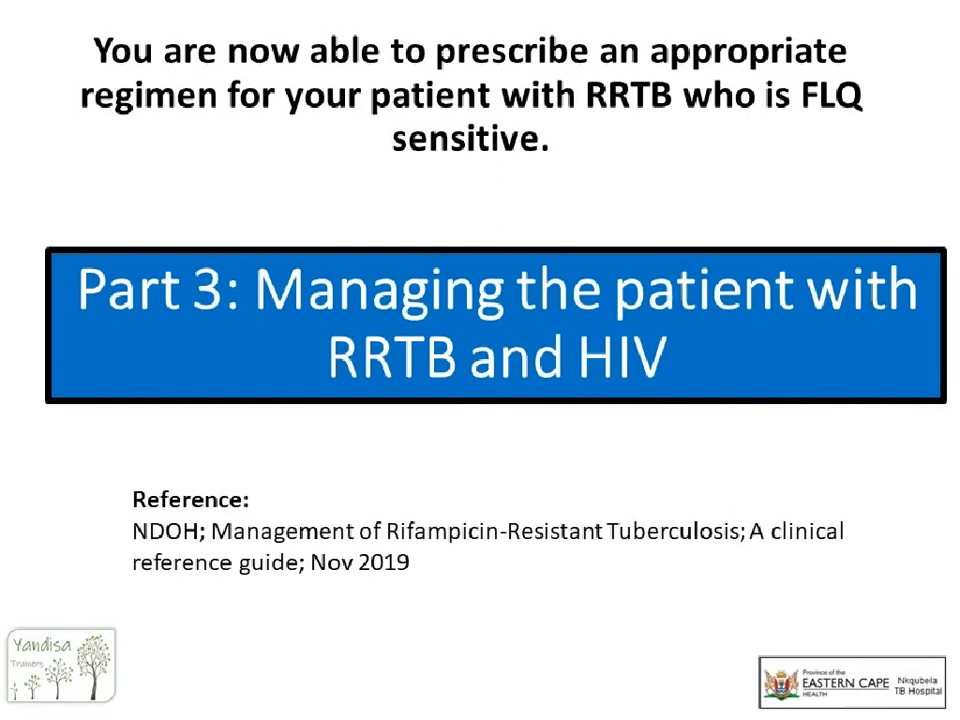 You are now able to prescribe an appropriate
regimen for your patient with RRTB who is FLQ
sensitive.
Part 3: Managing the patient with
RRTB and HIV
Reference:
NDOH; Management of Rifampicin-Resistant Tuberculosis; A clinical
reference guide; Nov 2019
Yandisa
Trainers
Province of the
EASTERN CAPE
HEALTH
Nkqubela
TB Hospital